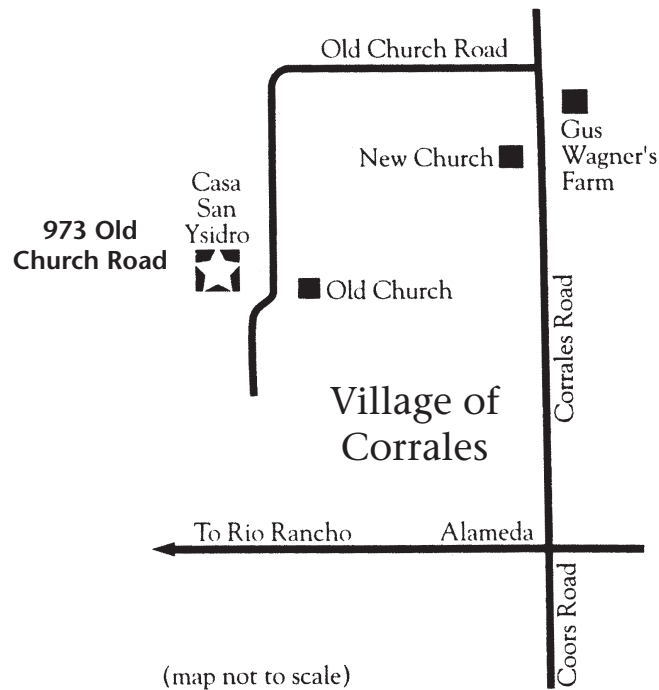 Old Church Road
Gus
Wagner's
Farm
New Church
Casa
San
Ysidro
973 Old
Church Road
Old Church
Corrales Road
Village of
Corrales
To Rio Rancho
Alameda
Coors Road
(map not to scale)